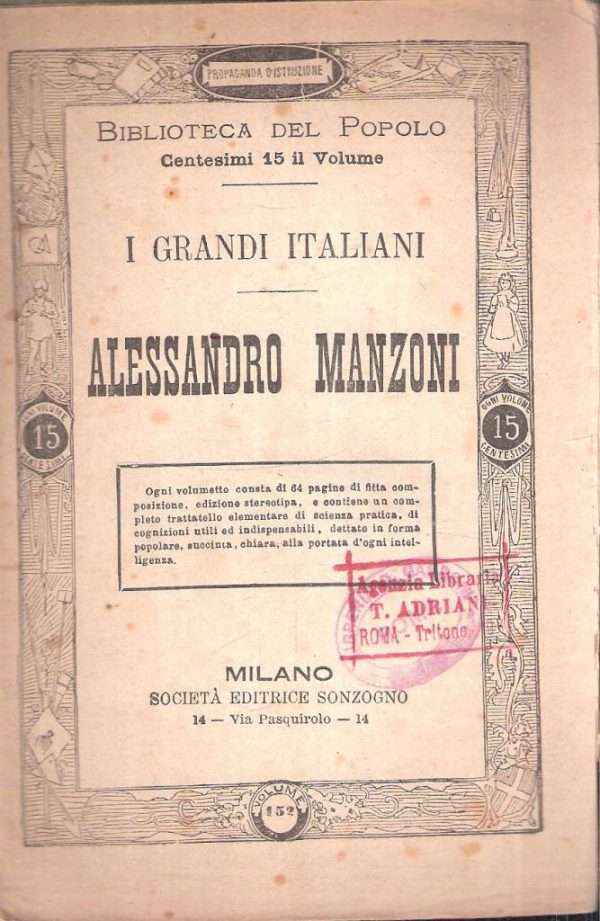 PROPAGANDA D'ISTRUZIONE
BIBLIOTECA DEL POPOLO
Centesimi 15 il Volume
I GRANDI ITALIANI
ALESSANDRO MANZONI
OGNI VOLUME
15
CENTESIMI
OGNI VOLUME
15
CENTESIMI
Ogni volumetto consta di 64 pagine di fitta com-
posizione, edizione stereotipa, e contiene un com-
pleto trattatello elementare di scienza pratica, di
cognizioni utili ed indispensabili, dettato in forma
popolare, succinta, chiara, alla portata d'ogni intel-
ligenza.
Agenzia Libraria
T. ADRIANI
ROMA - Tritone
MILANO
SOCIETÀ EDITRICE SONZOGNO
14 — Via Pasquirolo — 14
VOLUME
152